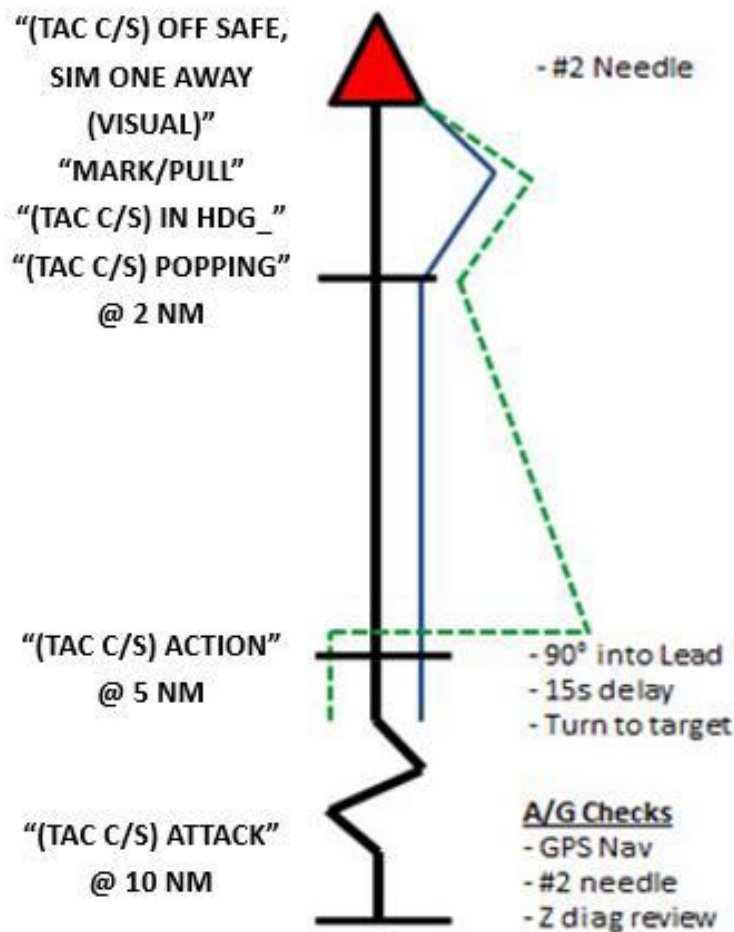 “(TAC C/S) OFF SAFE,
SIM ONE AWAY
(VISUAL)”
“MARK/PULL”
“(TAC C/S) IN HDG_”
“(TAC C/S) POPPING”
@ 2 NM
- #2 Needle
“(TAC C/S) ACTION”
@ 5 NM
- 90° into Lead
- 15s delay
- Turn to target
“(TAC C/S) ATTACK”
@ 10 NM
A/G Checks
- GPS Nav
- #2 needle
- Z diag review